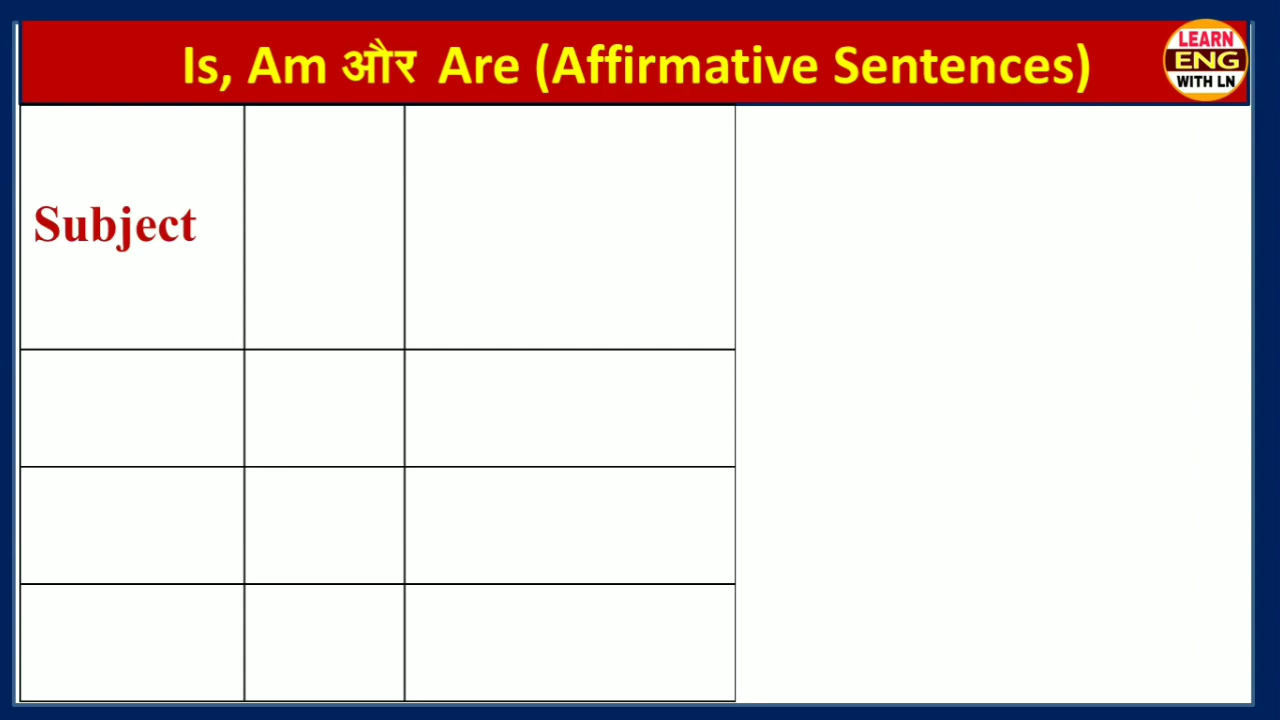 Is, Am और Are (Affirmative Sentences)
LEARN
ENG
WITH LN
Subject